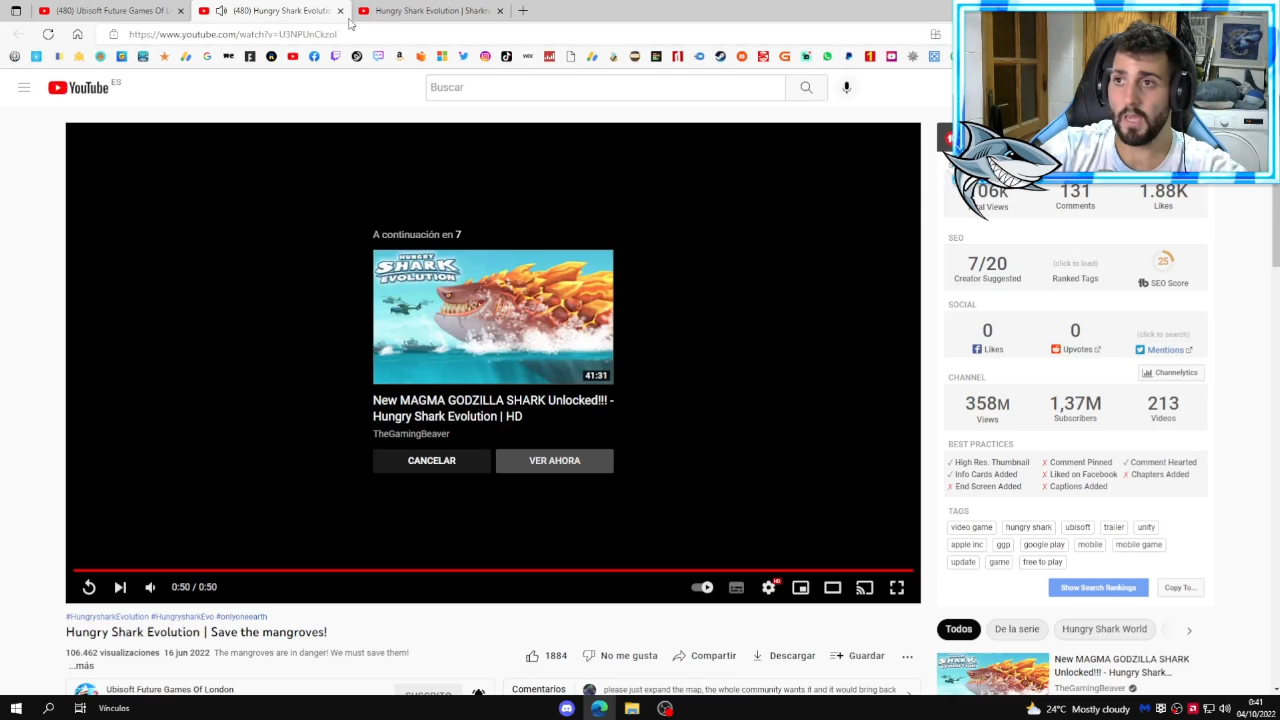 (480) Ubisoft Future Games Of L
(480) Hungry Shark Evolutio
Hungry Shark Evolution | Shark
https://www.youtube.com/watch?v=U3NPUnCkzoI
YouTube ES
Buscar
A continuación en 7
HUNGRY SHARK EVOLUTION
41:31
New MAGMA GODZILLA SHARK Unlocked!!! -
Hungry Shark Evolution | HD
TheGamingBeaver
CANCELAR
VER AHORA
0:50 / 0:50
HD
#HungrysharkEvolution #HungrysharkEvo #onlyoneearth
Hungry Shark Evolution | Save the mangroves!
106.462 visualizaciones 16 jun 2022 The mangroves are in danger! We must save them!
...más
1884
No me gusta
Compartir
Descargar
Guardar
Ubisoft Future Games Of London
SUSCRITO
Comentarios
please just expand the map, the whole community wants it and it would bring back
131
1.88K
Views
Comments
Likes
SEO
7/20
Creator Suggested
(click to load)
Ranked Tags
25
SEO Score
SOCIAL
0
Likes
0
Upvotes
(click to search)
Mentions
CHANNEL
Channelytics
358M
Views
1,37M
Subscribers
213
Videos
BEST PRACTICES
High Res. Thumbnail
Comment Pinned
Comment Hearted
Info Cards Added
Liked on Facebook
Chapters Added
End Screen Added
Captions Added
TAGS
video game hungry shark ubisoft trailer unity
apple inc ggp google play mobile mobile game
update game free to play
Show Search Rankings
Copy To...
Todos
De la serie
Hungry Shark World
New MAGMA GODZILLA SHARK
Unlocked!!! - Hungry Shark...
TheGamingBeaver
Vínculos
24°C Mostly cloudy
0:41
04/10/2022